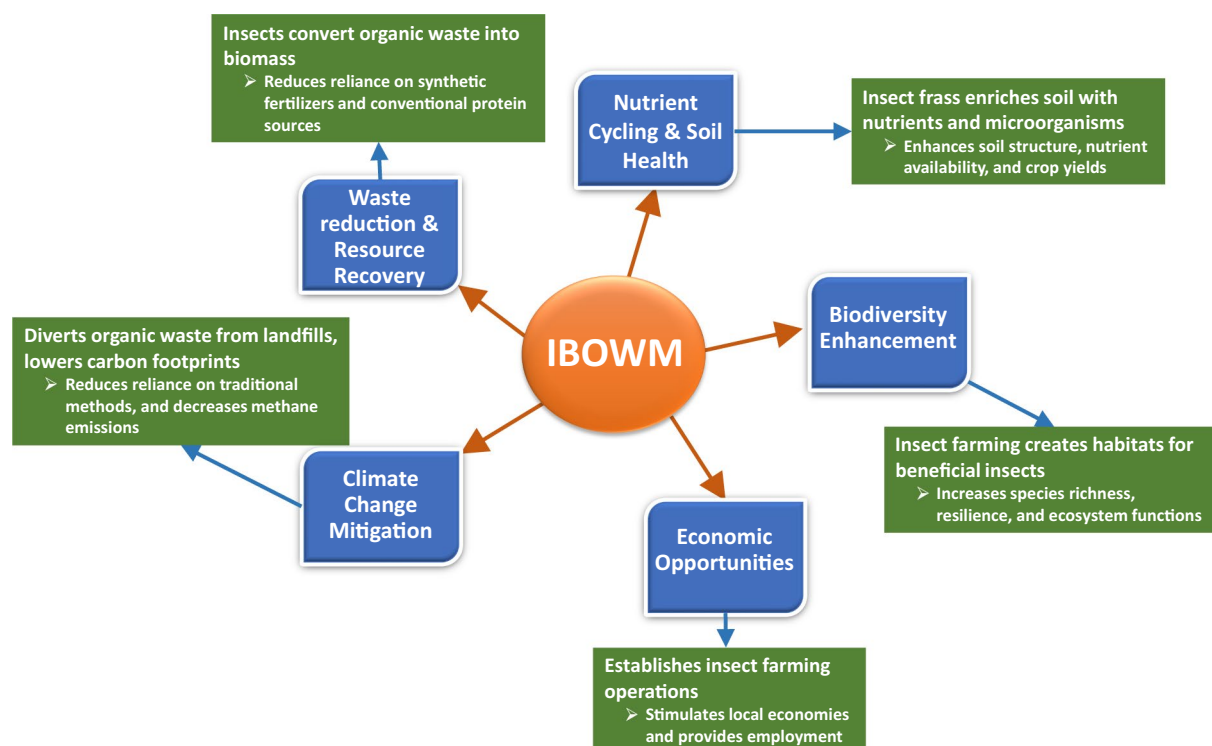 Insects convert organic waste into
biomass
➢ Reduces reliance on synthetic
fertilizers and conventional protein
sources
Nutrient
Cycling & Soil
Health
Insect frass enriches soil with
nutrients and microorganisms
➢ Enhances soil structure, nutrient
availability, and crop yields
Waste
reduction &
Resource
Recovery
IBOWM
Biodiversity
Enhancement
Diverts organic waste from landfills,
lowers carbon footprints
➢ Reduces reliance on traditional
methods, and decreases methane
emissions
Climate
Change
Mitigation
Insect farming creates habitats for
beneficial insects
➢ Increases species richness,
resilience, and ecosystem functions
Economic
Opportunities
Establishes insect farming
operations
➢ Stimulates local economies
and provides employment